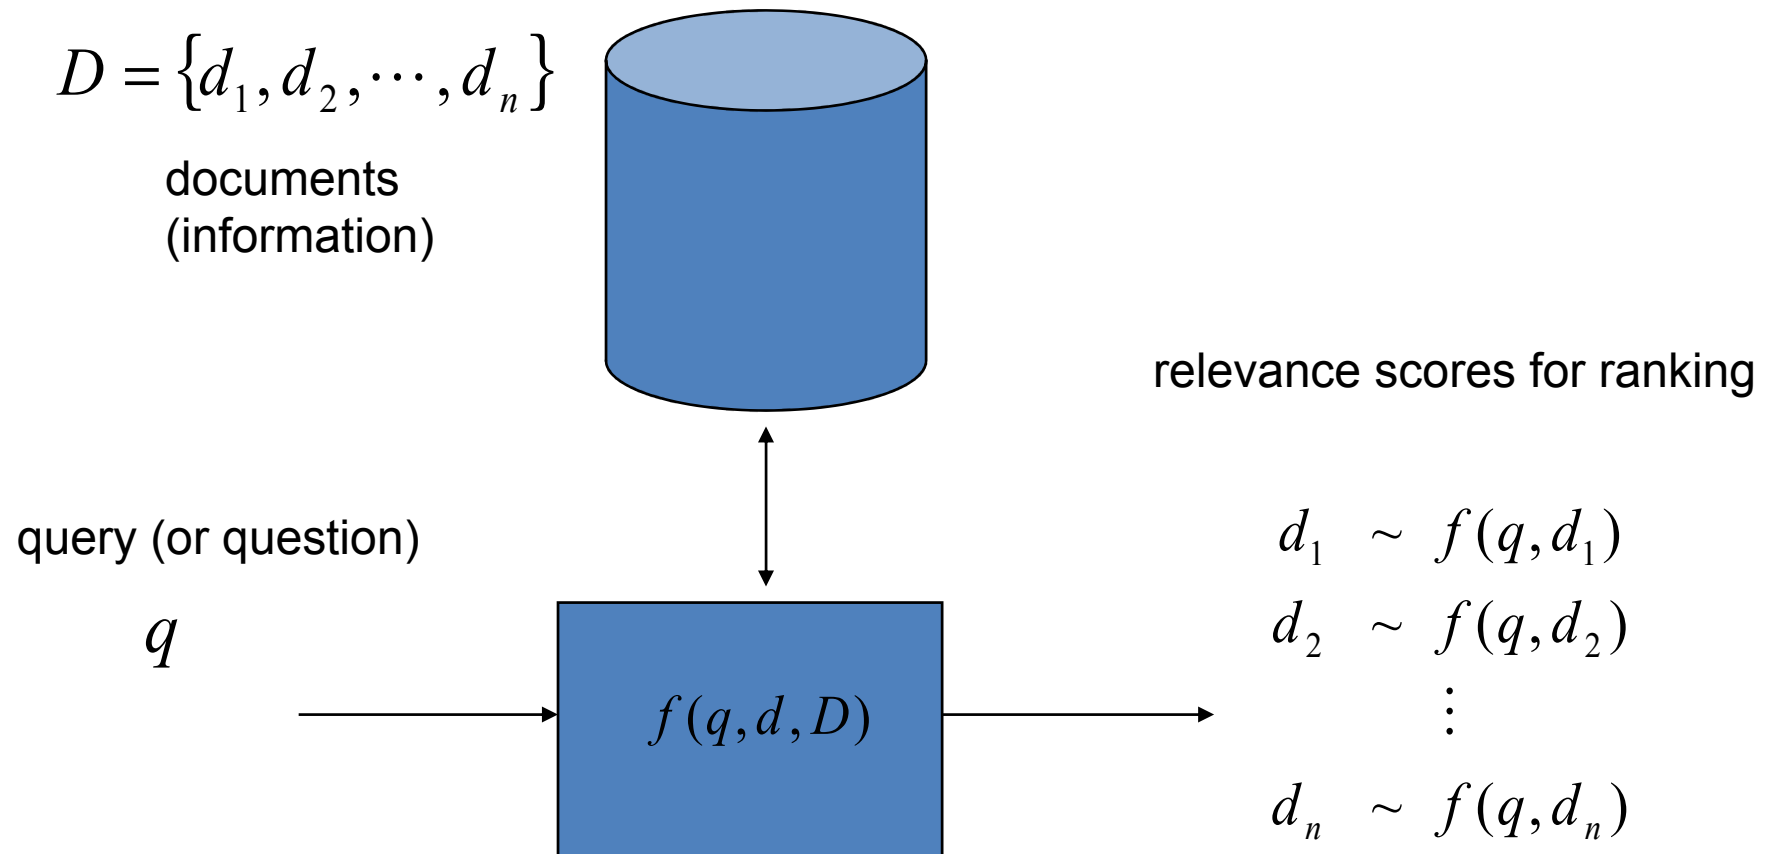 D = {d₁, d₂, ⋯, dₙ}
documents
(information)
relevance scores for ranking
query (or question)
q
f(q, d, D)
d₁ ~ f(q, d₁)
d₂ ~ f(q, d₂)
⋮
dₙ ~ f(q, dₙ)